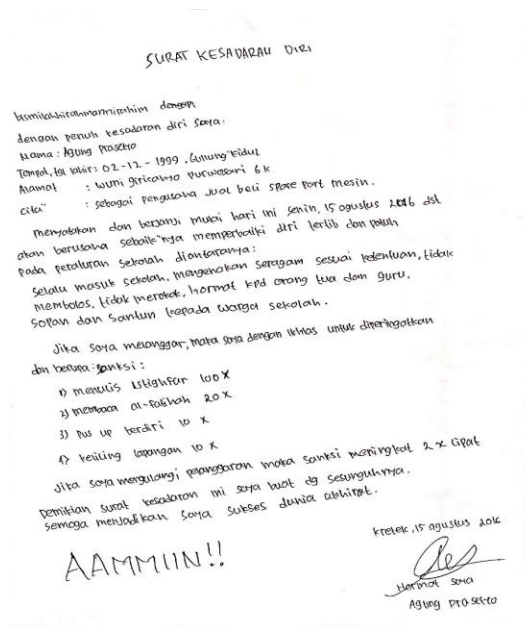 SURAT KESADARAN DIRI
bismillahhirahmannirrahim dengan
dengan penuh kesadaran diri saya:
Nama : Agung Prasetyo
Tempat, tgl lahir : 02-12-1999, Gunung kidul
Alamat : wuni giricahyo purwosari GK
cita" : sebagai pengusaha jual beli spare part mesin.
menyatakan dan berjanji mulai hari ini senin, 15 agustus 2016 dst
akan berusaha sebaik"nya memperbaiki diri tertib dan patuh
pada peraturan sekolah diantaranya:
selalu masuk sekolah, mengenakan seragam sesuai ketentuan, tidak
membolos, tidak merokok, hormat kpd orang tua dan guru,
sopan dan santun kepada warga sekolah.
Jika saya melanggar, maka saya dengan ikhlas untuk diperingatkan
dan berupa: sanksi :
1) menulis istighfar 100 X
2) membaca al-fatihah 20 X
3) pus up berdiri 10 X
4) keliling lapangan 10 X
Jika saya mengulangi pelanggaran maka sanksi meningkat 2 x lipat
Demikian surat kesadaran ini saya buat dg sesungguhnya.
semoga menjadikan saya sukses dunia akhirat.
AAMMIIN!!
kretek, 15 agustus 2016
Hormat saya
Agung prasetyo